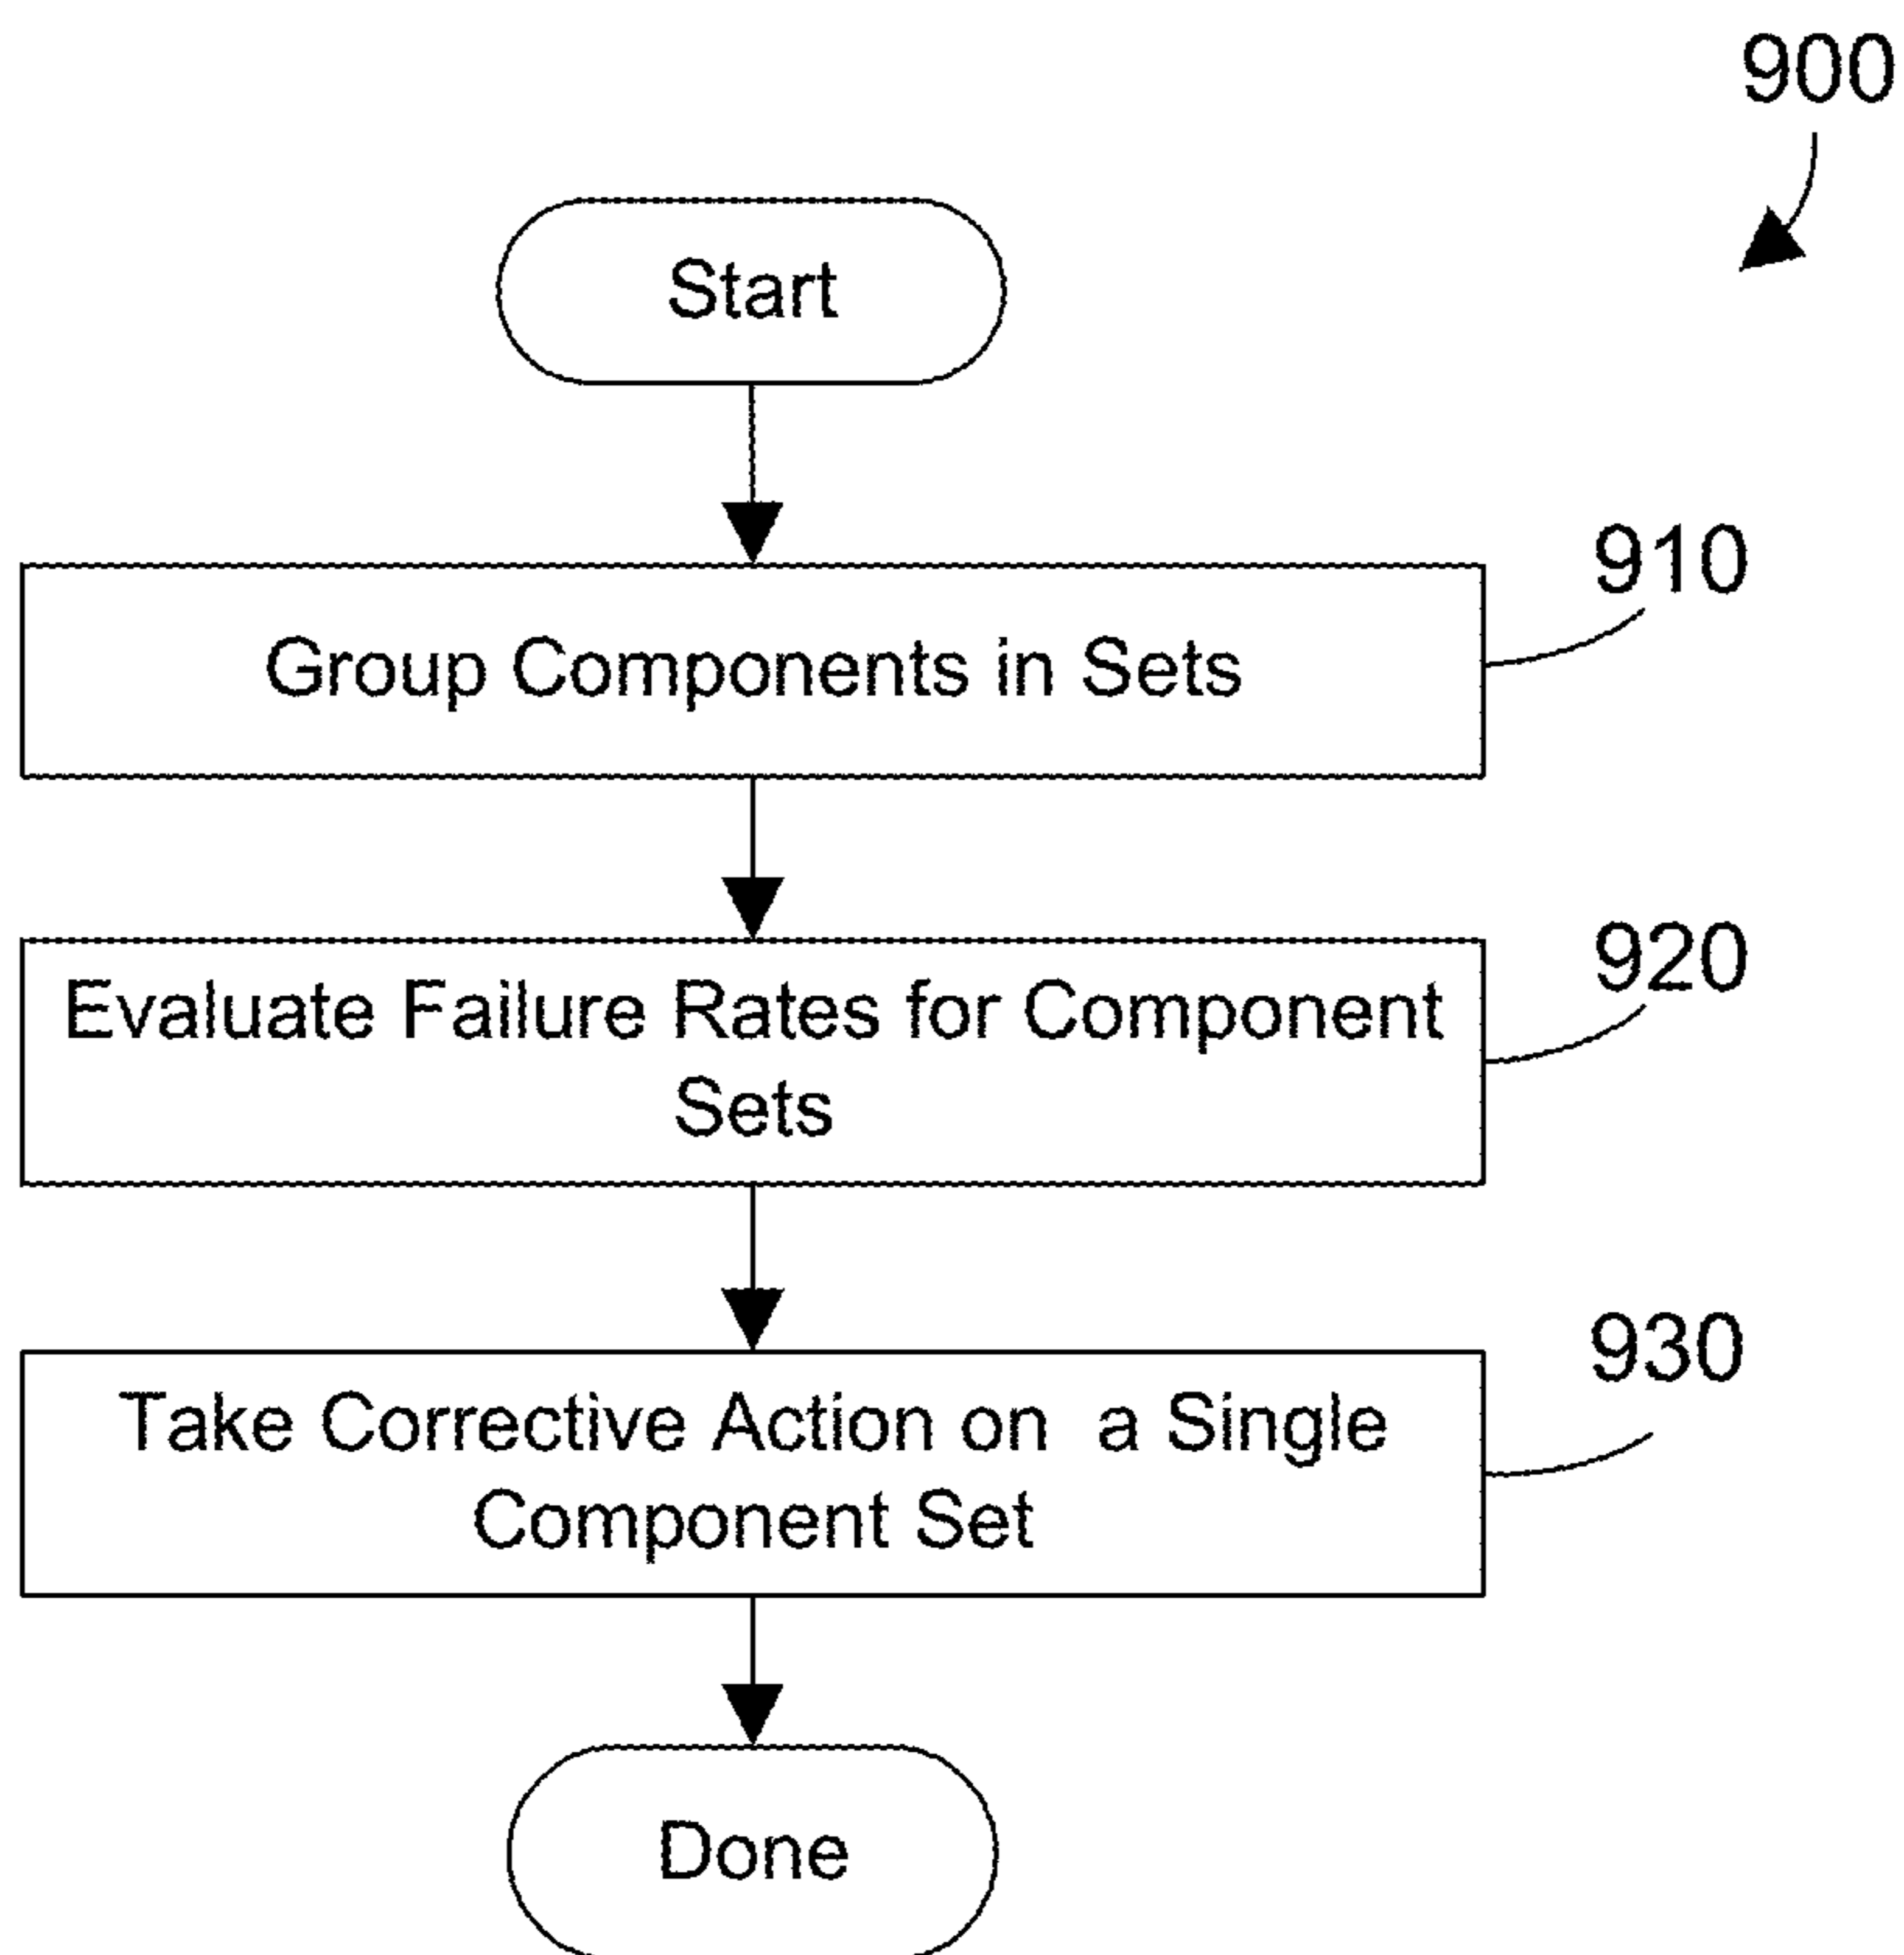 900
Start
910
Group Components in Sets
920
Evaluate Failure Rates for Component
Sets
930
Take Corrective Action on a Single
Component Set
Done